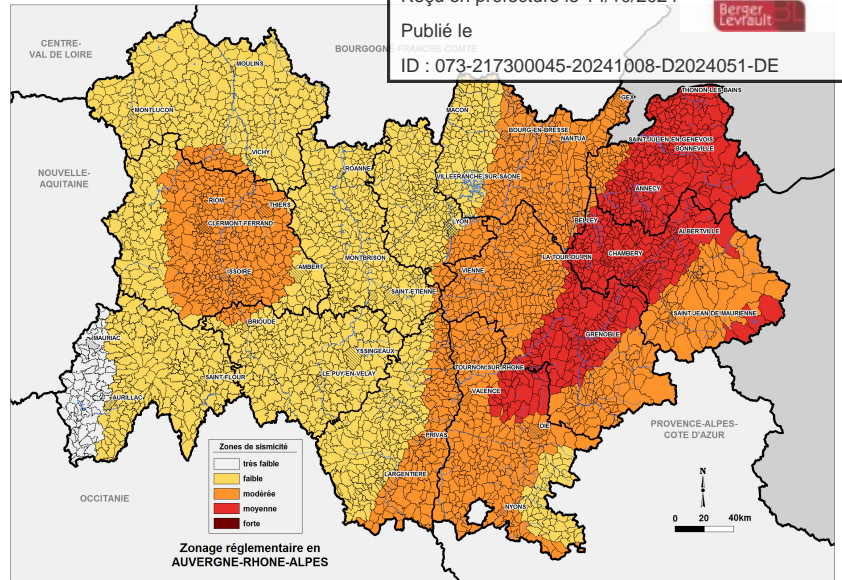 Publié le
ID : 073-217300045-20241008-D2024051-DE
Berger
Levrault
CENTRE-
VAL DE LOIRE
BOURGOGNE-FRANCHE-COMTE
MOULINS
MONTLUCON
VICHY
MACON
BOURG-EN-BRESSE
NANTUA
GEX
THONON-LES-BAINS
SAINT-JULIEN-EN-GENEVOIS
BONNEVILLE
NOUVELLE-
AQUITAINE
ROANNE
VILLEFRANCHE-SUR-SAONE
ANNECY
RIOM
THIERS
CLERMONT-FERRAND
LYON
BELLEY
ALBERTVILLE
ISSOIRE
AMBERT
MONTBRISON
VIENNE
LA-TOUR-DU-PIN
CHAMBERY
SAINT-ETIENNE
SAINT-JEAN-DE-MAURIENNE
BRIOUDE
GRENOBLE
MAURIAC
YSSINGEAUX
SAINT-FLOUR
LE-PUY-EN-VELAY
TOURNON-SUR-RHONE
VALENCE
AURILLAC
DIE
PRIVAS
PROVENCE-ALPES-
COTE D'AZUR
LARGENTIERE
NYONS
OCCITANIE
Zones de sismicité
très faible
faible
modérée
moyenne
forte
Zonage réglementaire en
AUVERGNE-RHONE-ALPES
N
0 20 40km